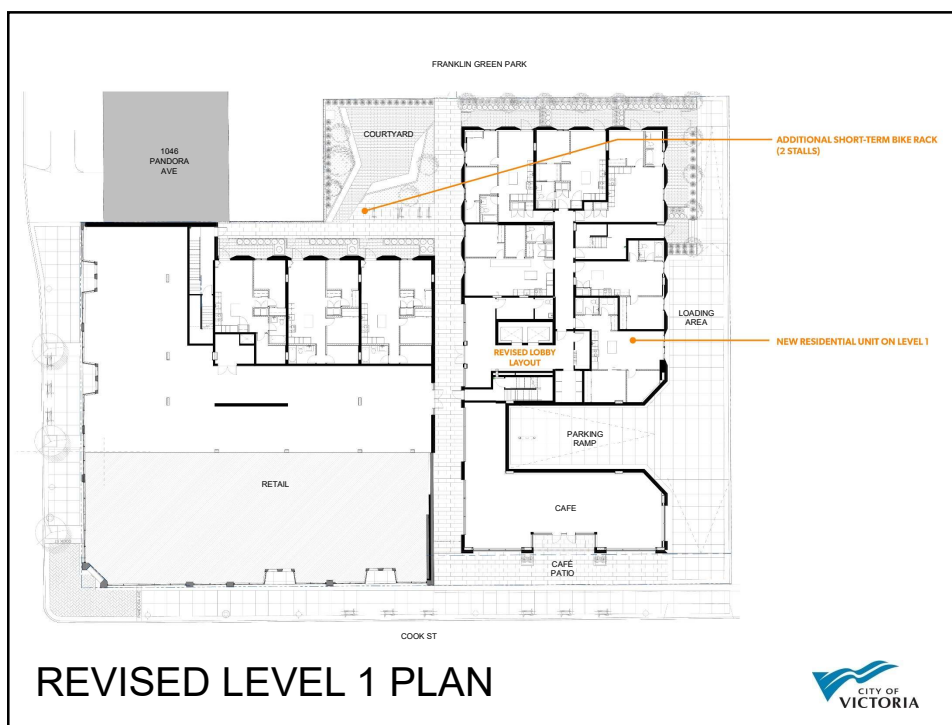 FRANKLIN GREEN PARK
COURTYARD
ADDITIONAL SHORT-TERM BIKE RACK
(2 STALLS)
1046
PANDORA
AVE
LOADING
AREA
NEW RESIDENTIAL UNIT ON LEVEL 1
REVISED LOBBY
LAYOUT
PARKING
RAMP
RETAIL
CAFE
CAFÉ
PATIO
COOK ST
REVISED LEVEL 1 PLAN
CITY OF
VICTORIA